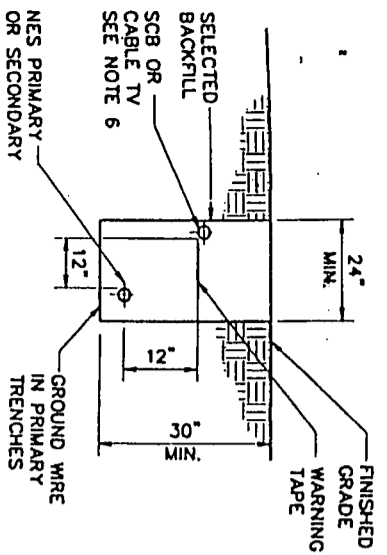 SELECTED
BACKFILL
SCB OR
CABLE TV
SEE NOTE 6
NES PRIMARY
OR SECONDARY
24"
MIN.
12"
12"
30"
MIN.
FINISHED
GRADE
WARNING
TAPE
GROUND WIRE
IN PRIMARY
TRENCHES